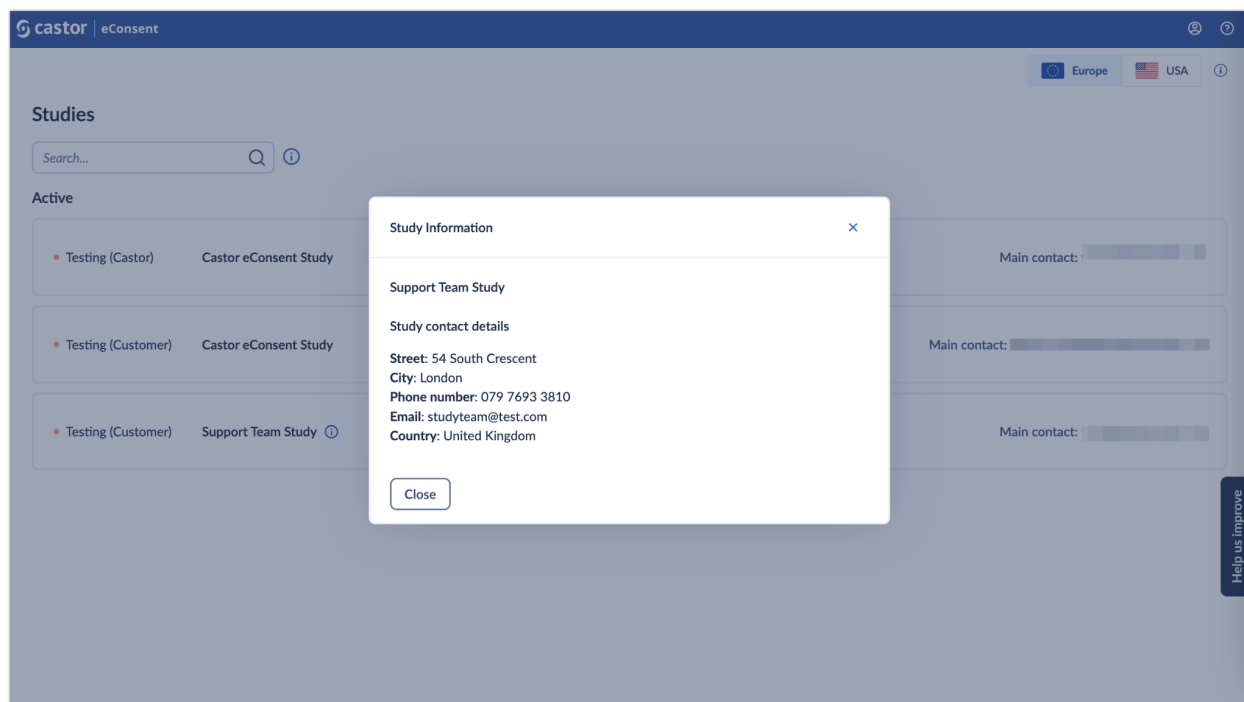 castor | eConsent
Europe
USA
Studies
Search...
Active
Testing (Castor) Castor eConsent Study Main contact:
Testing (Customer) Castor eConsent Study Main contact:
Testing (Customer) Support Team Study Main contact:
Study Information
Support Team Study
Study contact details
Street: 54 South Crescent
City: London
Phone number: 079 7693 3810
Email: studyteam@test.com
Country: United Kingdom
Close
Help us improve